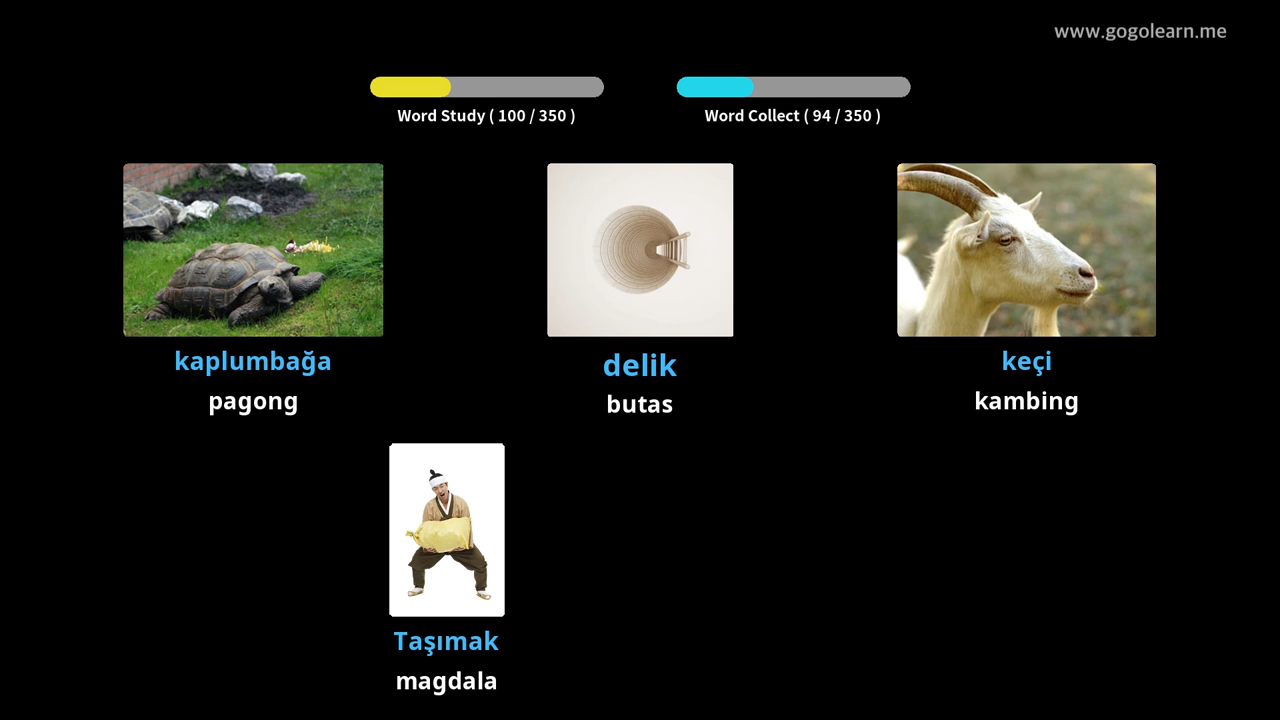 www.gogolearn.me
Word Study ( 100 / 350 )
Word Collect ( 94 / 350 )
kaplumbağa
pagong
delik
butas
keçi
kambing
Taşımak
magdala